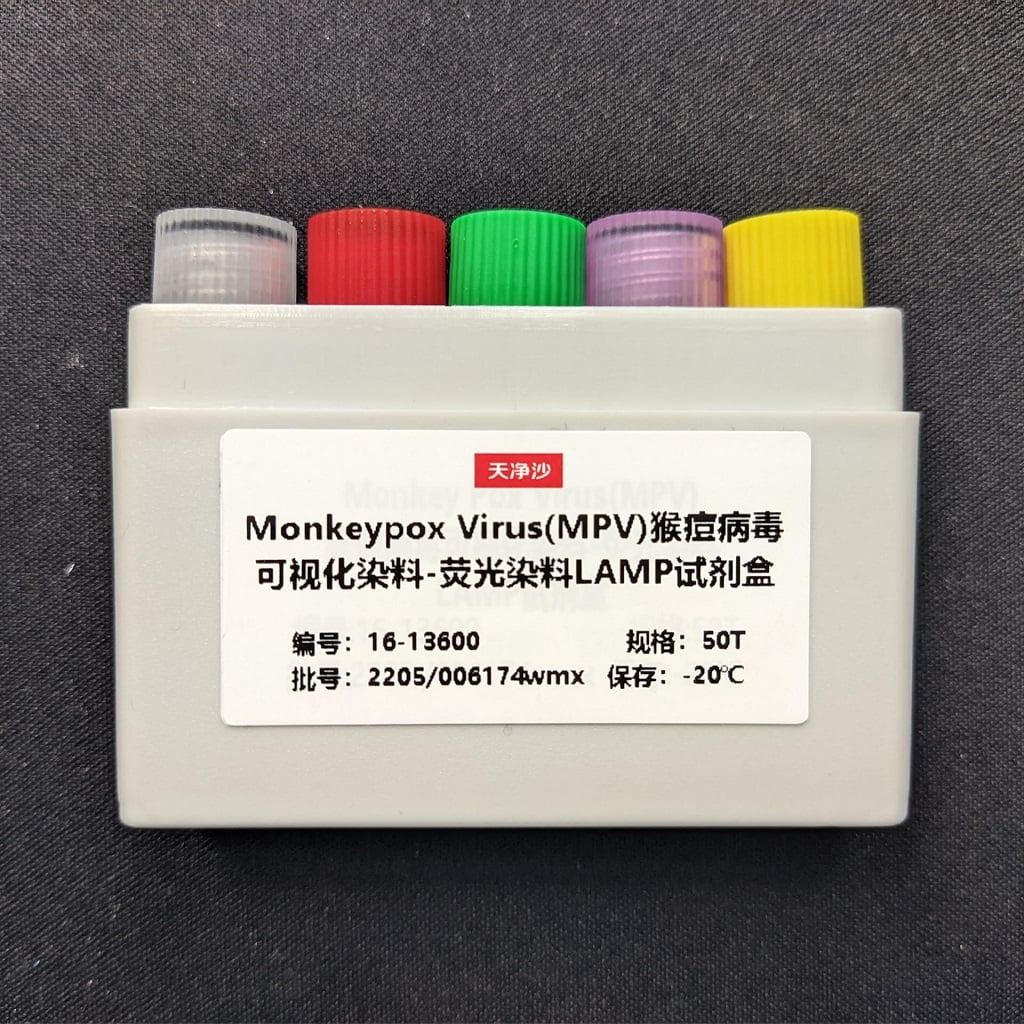 天净沙
Monkeypox Virus(MPV)猴痘病毒
可视化染料-荧光染料LAMP试剂盒
编号：16-13600 规格：50T
批号：2205/006174wmx 保存：-20℃